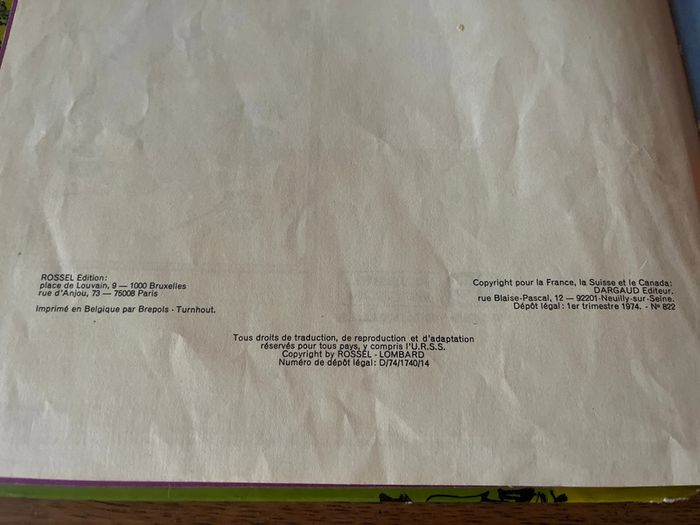 ROSSEL Edition:
place de Louvain, 9 — 1000 Bruxelles
rue d'Anjou, 73 — 75008 Paris
Imprimé en Belgique par Brepols - Turnhout.
Copyright pour la France, la Suisse et le Canada:
DARGAUD Editeur.
rue Blaise-Pascal, 12 — 92201-Neuilly-sur-Seine.
Dépôt légal: 1er trimestre 1974. - N° 822
Tous droits de traduction, de reproduction et d'adaptation
réservés pour tous pays, y compris l'U.R.S.S.
Copyright by ROSSEL - LOMBARD
Numéro de dépôt légal: D/74/1740/14